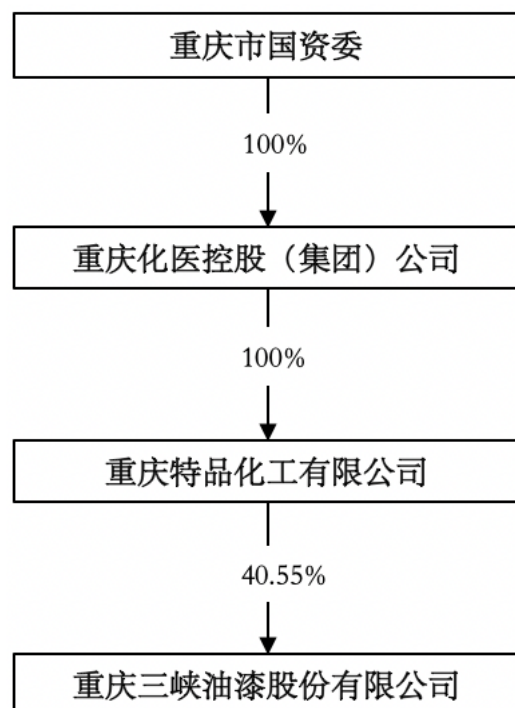 重庆市国资委
100%
重庆化医控股（集团）公司
100%
重庆特品化工有限公司
40.55%
重庆三峡油漆股份有限公司